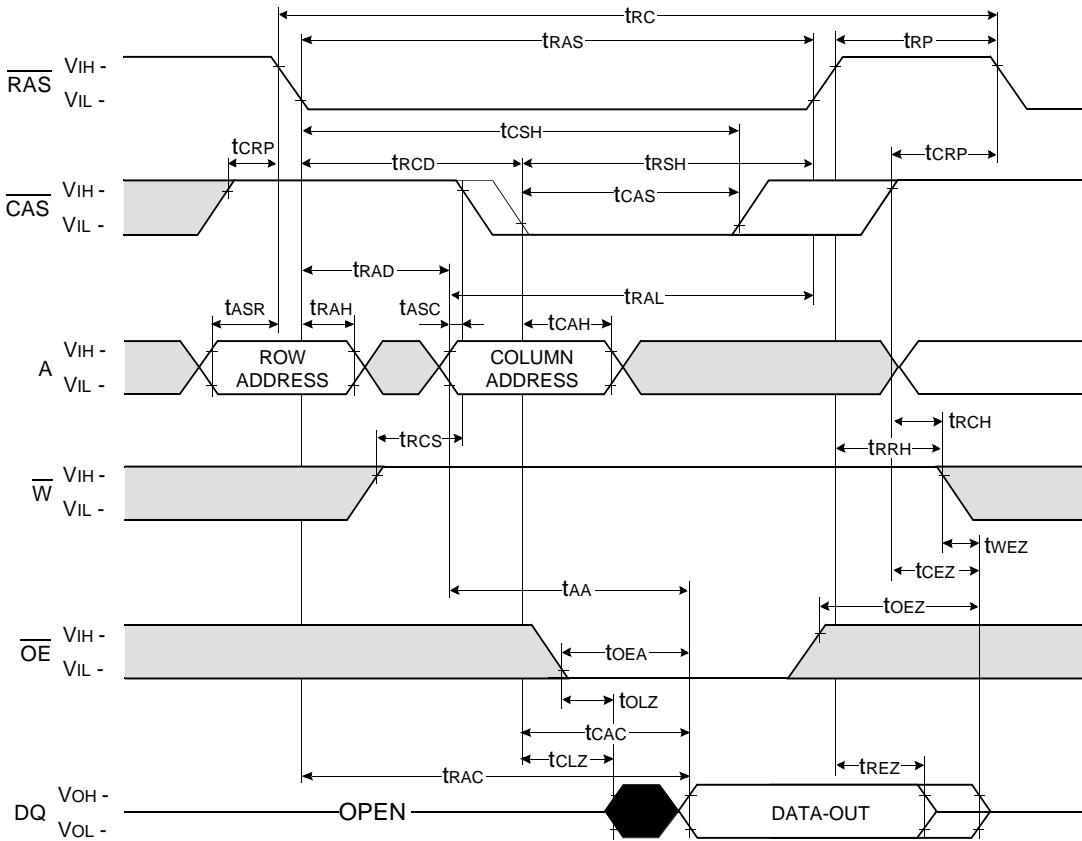 tRC
tRAS
tRP
RAS
VIH -
VIL -
tCSH
tCRP
tRCD
tRSH
tCRP
CAS
VIH -
VIL -
tCAS
tRAD
tRAL
tASR
tRAH
tASC
tCAH
A
VIH -
VIL -
ROW
ADDRESS
COLUMN
ADDRESS
tRCH
tRCS
tRRH
W
VIH -
VIL -
tWEZ
tCEZ
tAA
tOEZ
OE
VIH -
VIL -
tOEA
tOLZ
tCAC
tCLZ
tRAC
tREZ
DQ
VOH -
VOL -
OPEN
DATA-OUT